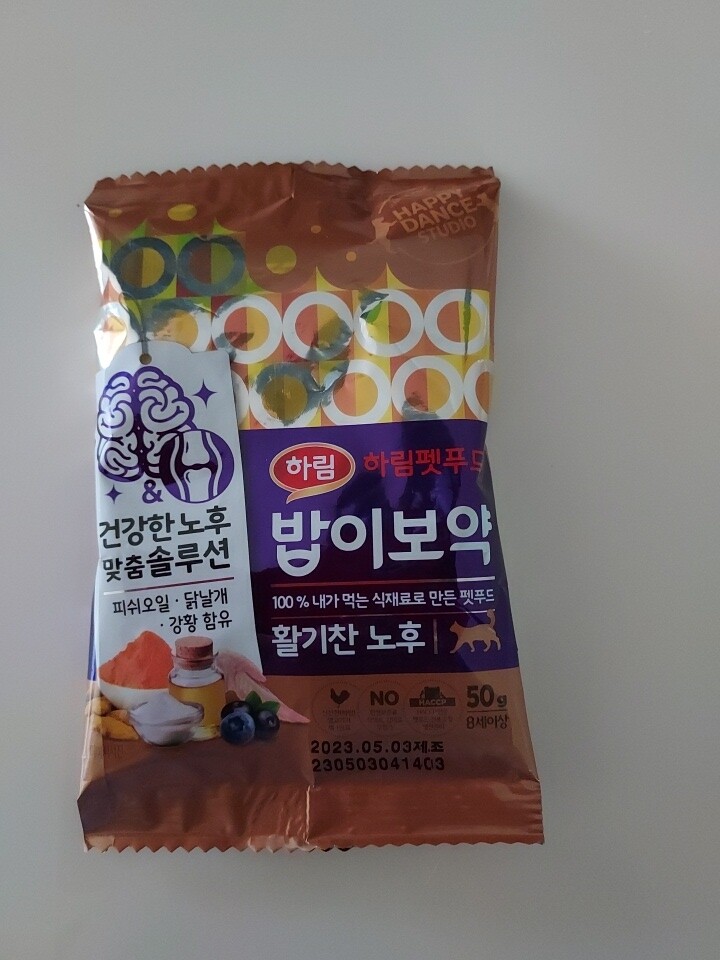 HAPPY
DANCE
STUDIO
&
건강한 노후
맞춤솔루션
피쉬오일 · 닭날개
· 강황 함유
하림
하림펫푸드
밥이보약
100 % 내가 먹는 식재료로 만든 펫푸드
활기찬 노후
NO
HACCP
50g
8세이상
2023.05.03제조
230503041403